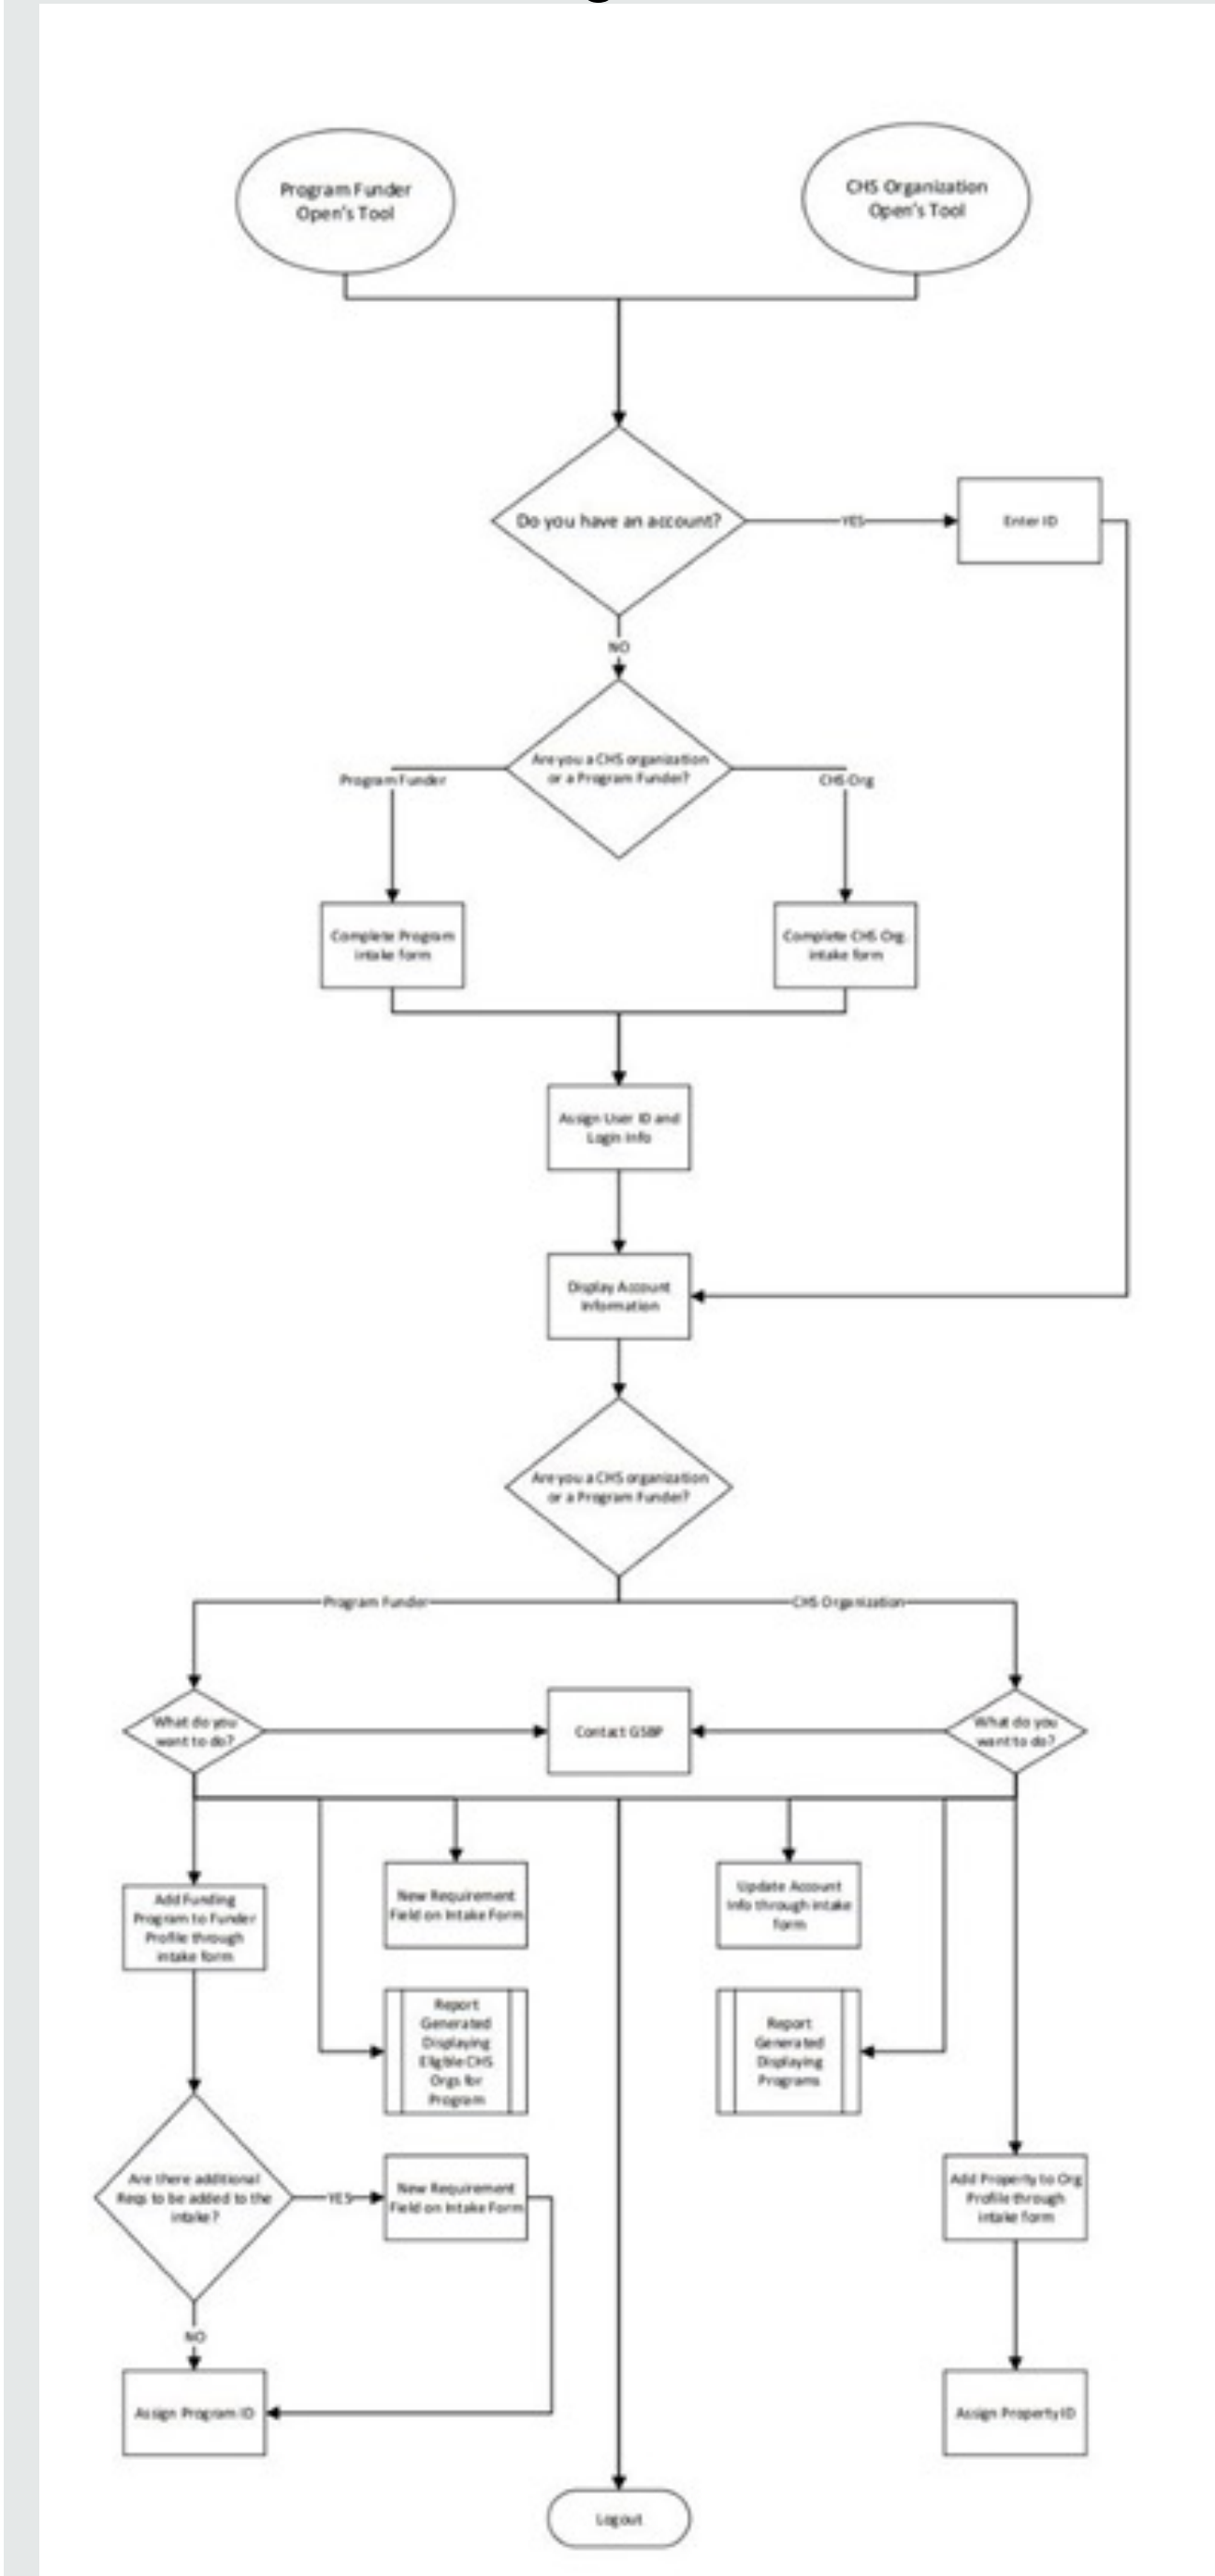 Program Funder
Open's Tool
CHS Organization
Open's Tool
Do you have an account?
YES
Enter ID
NO
Are you a CHS organization
or a Program Funder?
Program Funder
CHS Org
Complete Program
intake form
Complete CHS Org.
intake form
Assign User ID and
Login Info
Display Account
Information
Are you a CHS organization
or a Program Funder?
Program Funder
CHS Organization
What do you
want to do?
Contact GSBP
What do you
want to do?
Add Funding
Program to Funder
Profile through
intake form
New Requirement
Field on Intake Form
Update Account
Info through intake
form
Report
Generated
Displaying
Eligible CHS
Orgs for
Program
Report
Generated
Displaying
Programs
Are there additional
Reqs to be added to the
intake?
YES
New Requirement
Field on Intake Form
Add Property to Org
Profile through
intake form
NO
Assign Program ID
Assign Property ID
Logout